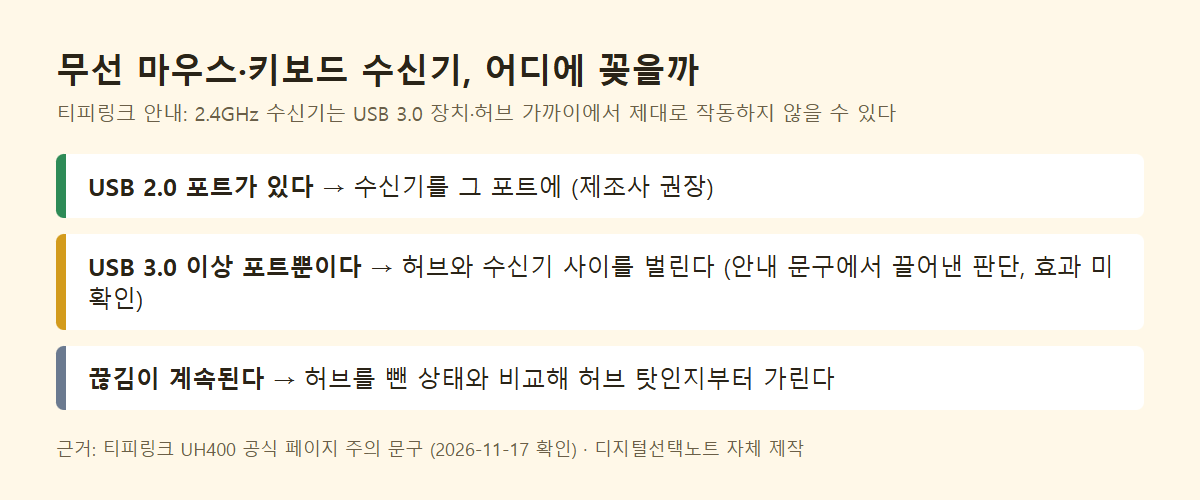 무선 마우스·키보드 수신기, 어디에 꽂을까
티피링크 안내: 2.4GHz 수신기는 USB 3.0 장치·허브 가까이에서 제대로 작동하지 않을 수 있다
USB 2.0 포트가 있다 → 수신기를 그 포트에 (제조사 권장)
USB 3.0 이상 포트뿐이다 → 허브와 수신기 사이를 벌린다 (안내 문구에서 끌어낸 판단, 효과 미
확인)
끊김이 계속된다 → 허브를 뺀 상태와 비교해 허브 탓인지부터 가린다
근거: 티피링크 UH400 공식 페이지 주의 문구 (2026-11-17 확인) · 디지털선택노트 자체 제작